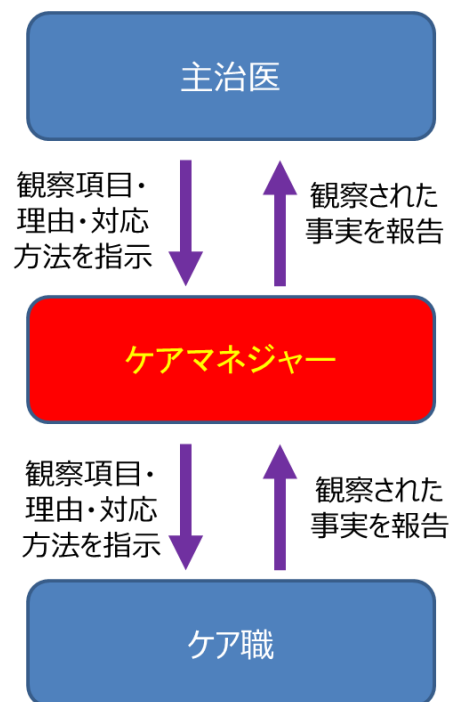 主治医
観察項目・
理由・対応
方法を指示
観察された
事実を報告
ケアマネジャー
観察項目・
理由・対応
方法を指示
観察された
事実を報告
ケア職